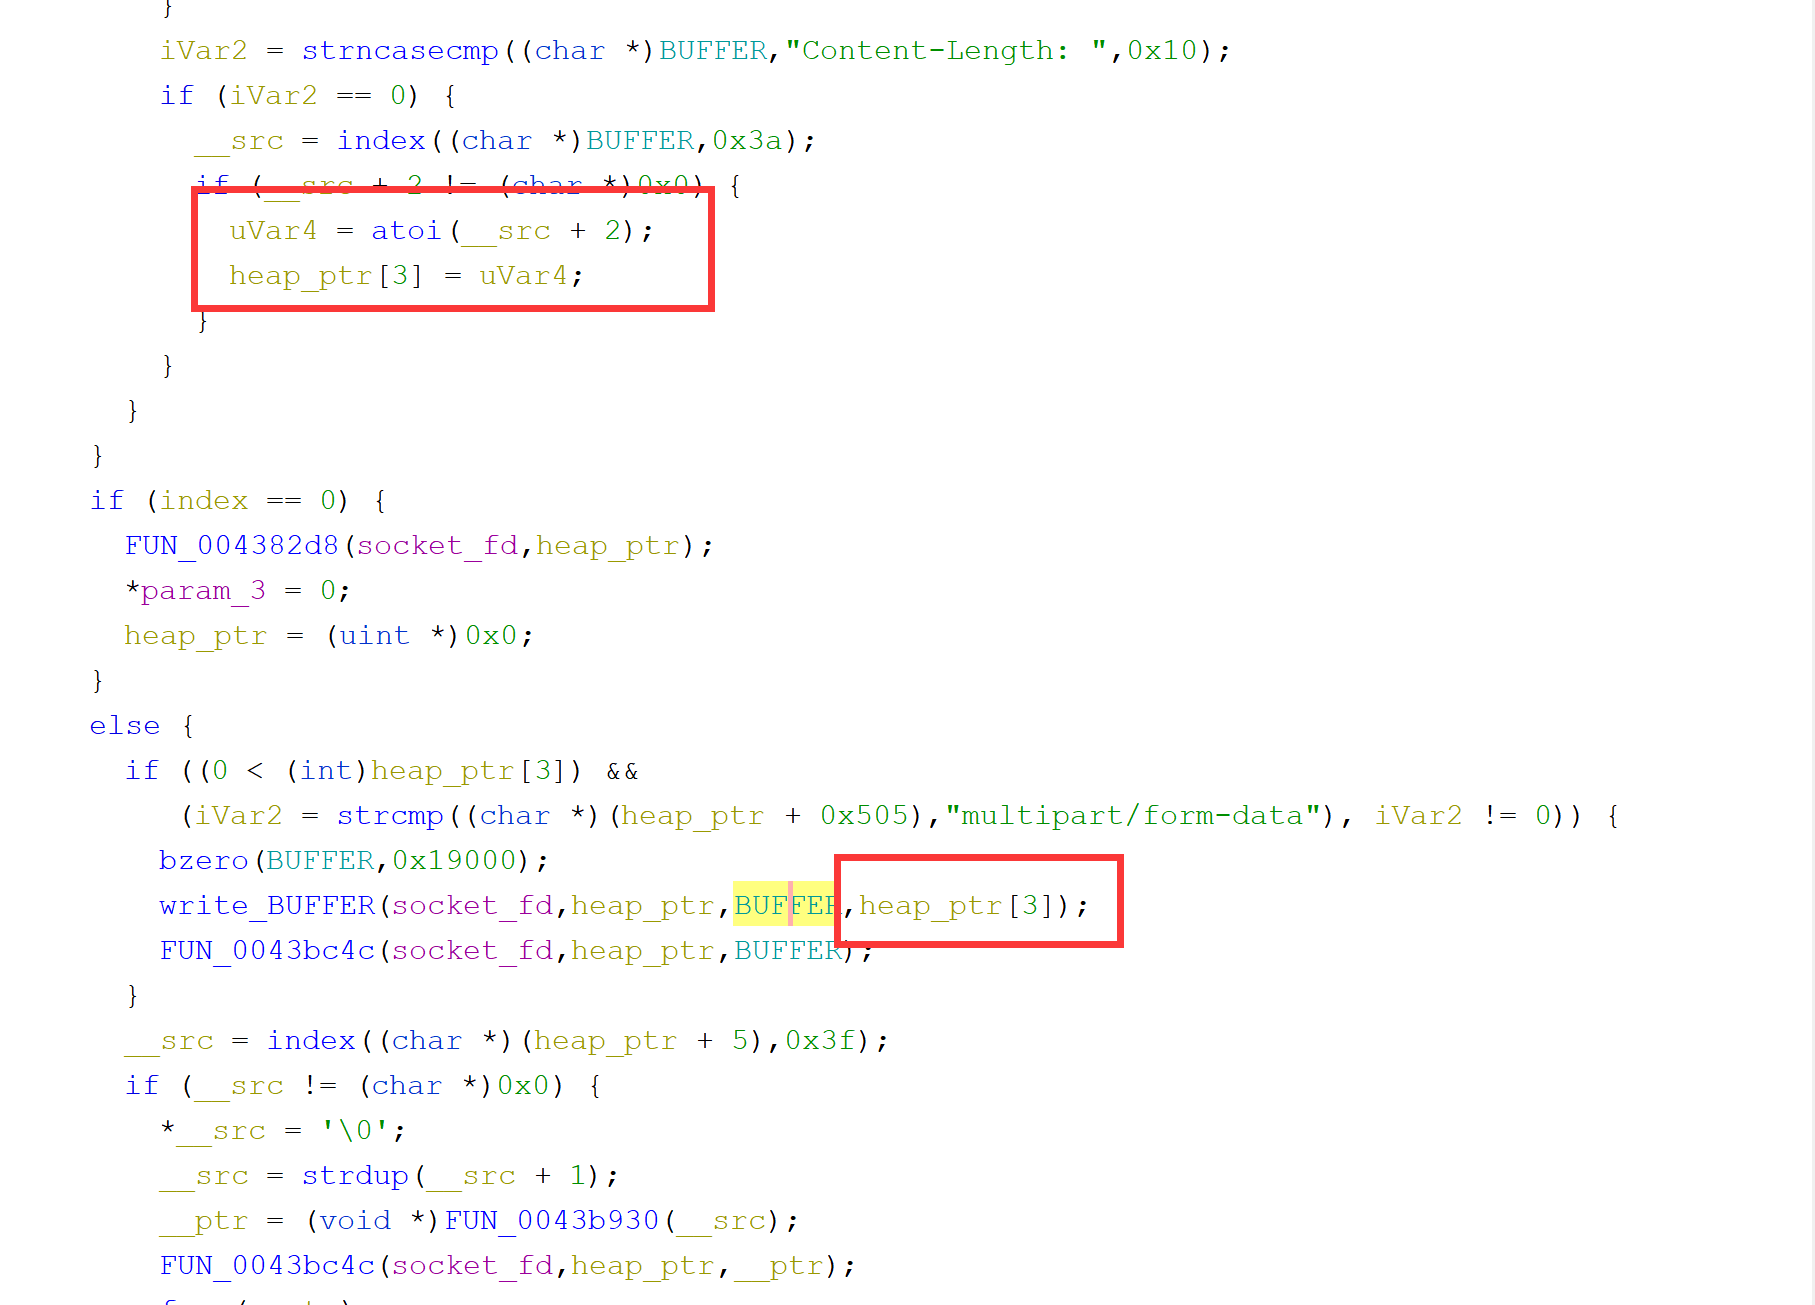 }
iVar2 = strncasecmp((char *)BUFFER,"Content-Length: ",0x10);
if (iVar2 == 0) {
__src = index((char *)BUFFER,0x3a);
if (__src + 2 != (char *)0x0) {
uVar4 = atoi(__src + 2);
heap_ptr[3] = uVar4;
}
}
}
}
if (index == 0) {
FUN_004382d8(socket_fd,heap_ptr);
*param_3 = 0;
heap_ptr = (uint *)0x0;
}
else {
if ((0 < (int)heap_ptr[3]) &&
(iVar2 = strcmp((char *)(heap_ptr + 0x505),"multipart/form-data"), iVar2 != 0)) {
bzero(BUFFER,0x19000);
write_BUFFER(socket_fd,heap_ptr,BUFFER,heap_ptr[3]);
FUN_0043bc4c(socket_fd,heap_ptr,BUFFER);
}
__src = index((char *)(heap_ptr + 5),0x3f);
if (__src != (char *)0x0) {
*__src = '\0';
__src = strdup(__src + 1);
__ptr = (void *)FUN_0043b930(__src);
FUN_0043bc4c(socket_fd,heap_ptr,__ptr);